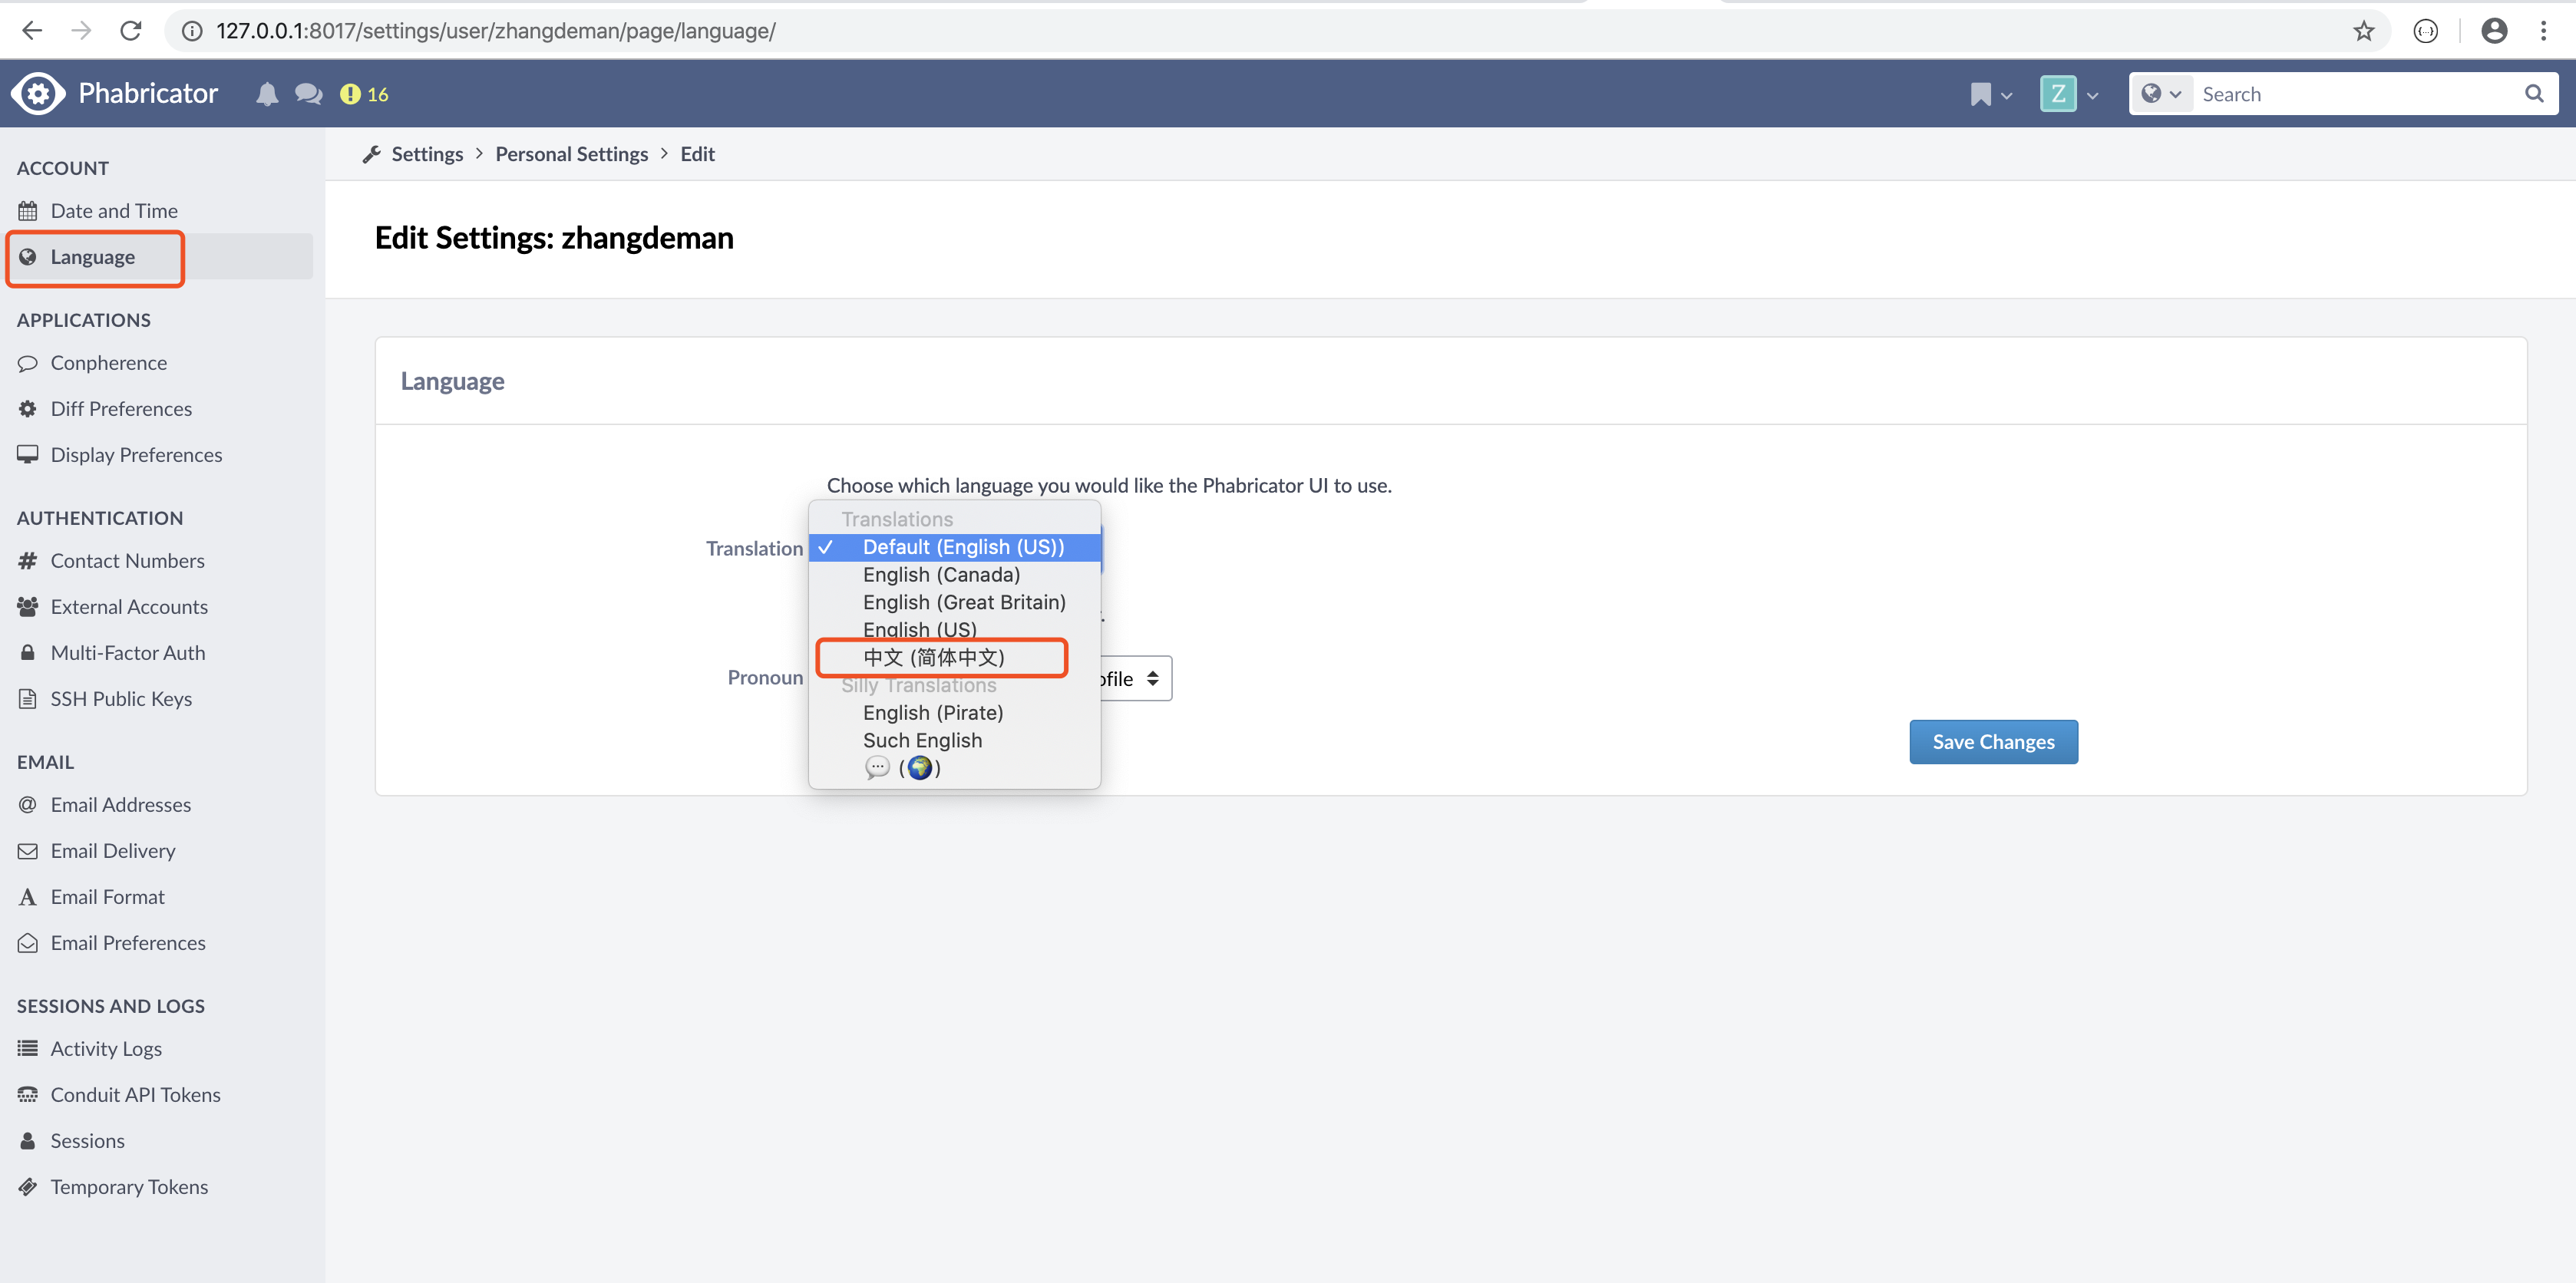 127.0.0.1:8017/settings/user/zhangdeman/page/language/
Phabricator
16
Z
Search
ACCOUNT
Date and Time
Language
APPLICATIONS
Conpherence
Diff Preferences
Display Preferences
AUTHENTICATION
Contact Numbers
External Accounts
Multi-Factor Auth
SSH Public Keys
EMAIL
Email Addresses
Email Delivery
Email Format
Email Preferences
SESSIONS AND LOGS
Activity Logs
Conduit API Tokens
Sessions
Temporary Tokens
Settings > Personal Settings > Edit
Edit Settings: zhangdeman
Language
Choose which language you would like the Phabricator UI to use.
Translation
Translations
✓ Default (English (US))
English (Canada)
English (Great Britain)
English (US)
中文 (简体中文)
Silly Translations
English (Pirate)
Such English
💬 (🌍)
Pronoun
Save Changes